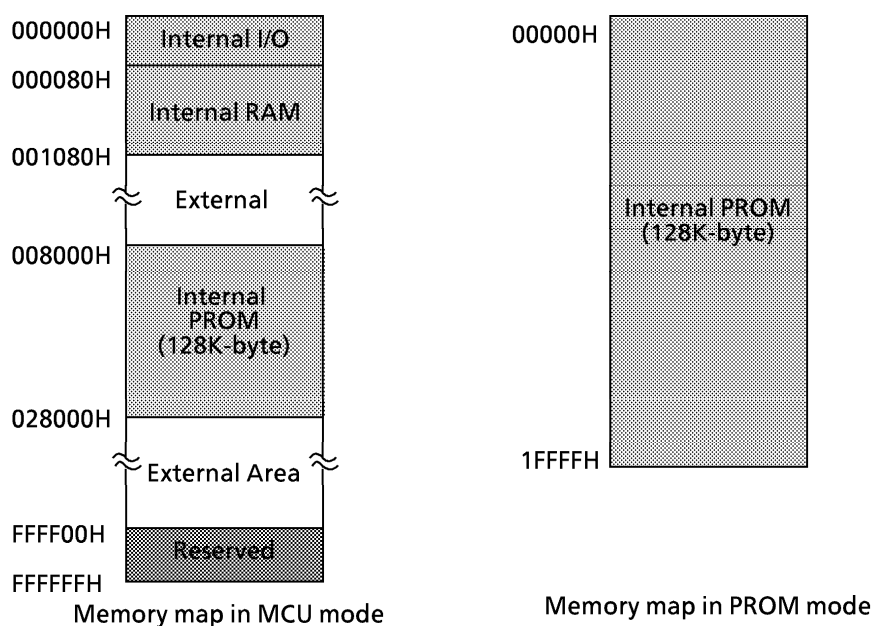 000000H
Internal I/O
000080H
Internal RAM
001080H
External
008000H
Internal
PROM
(128K-byte)
028000H
External Area
FFFF00H
Reserved
FFFFFFH
Memory map in MCU mode
00000H
Internal PROM
(128K-byte)
1FFFFH
Memory map in PROM mode